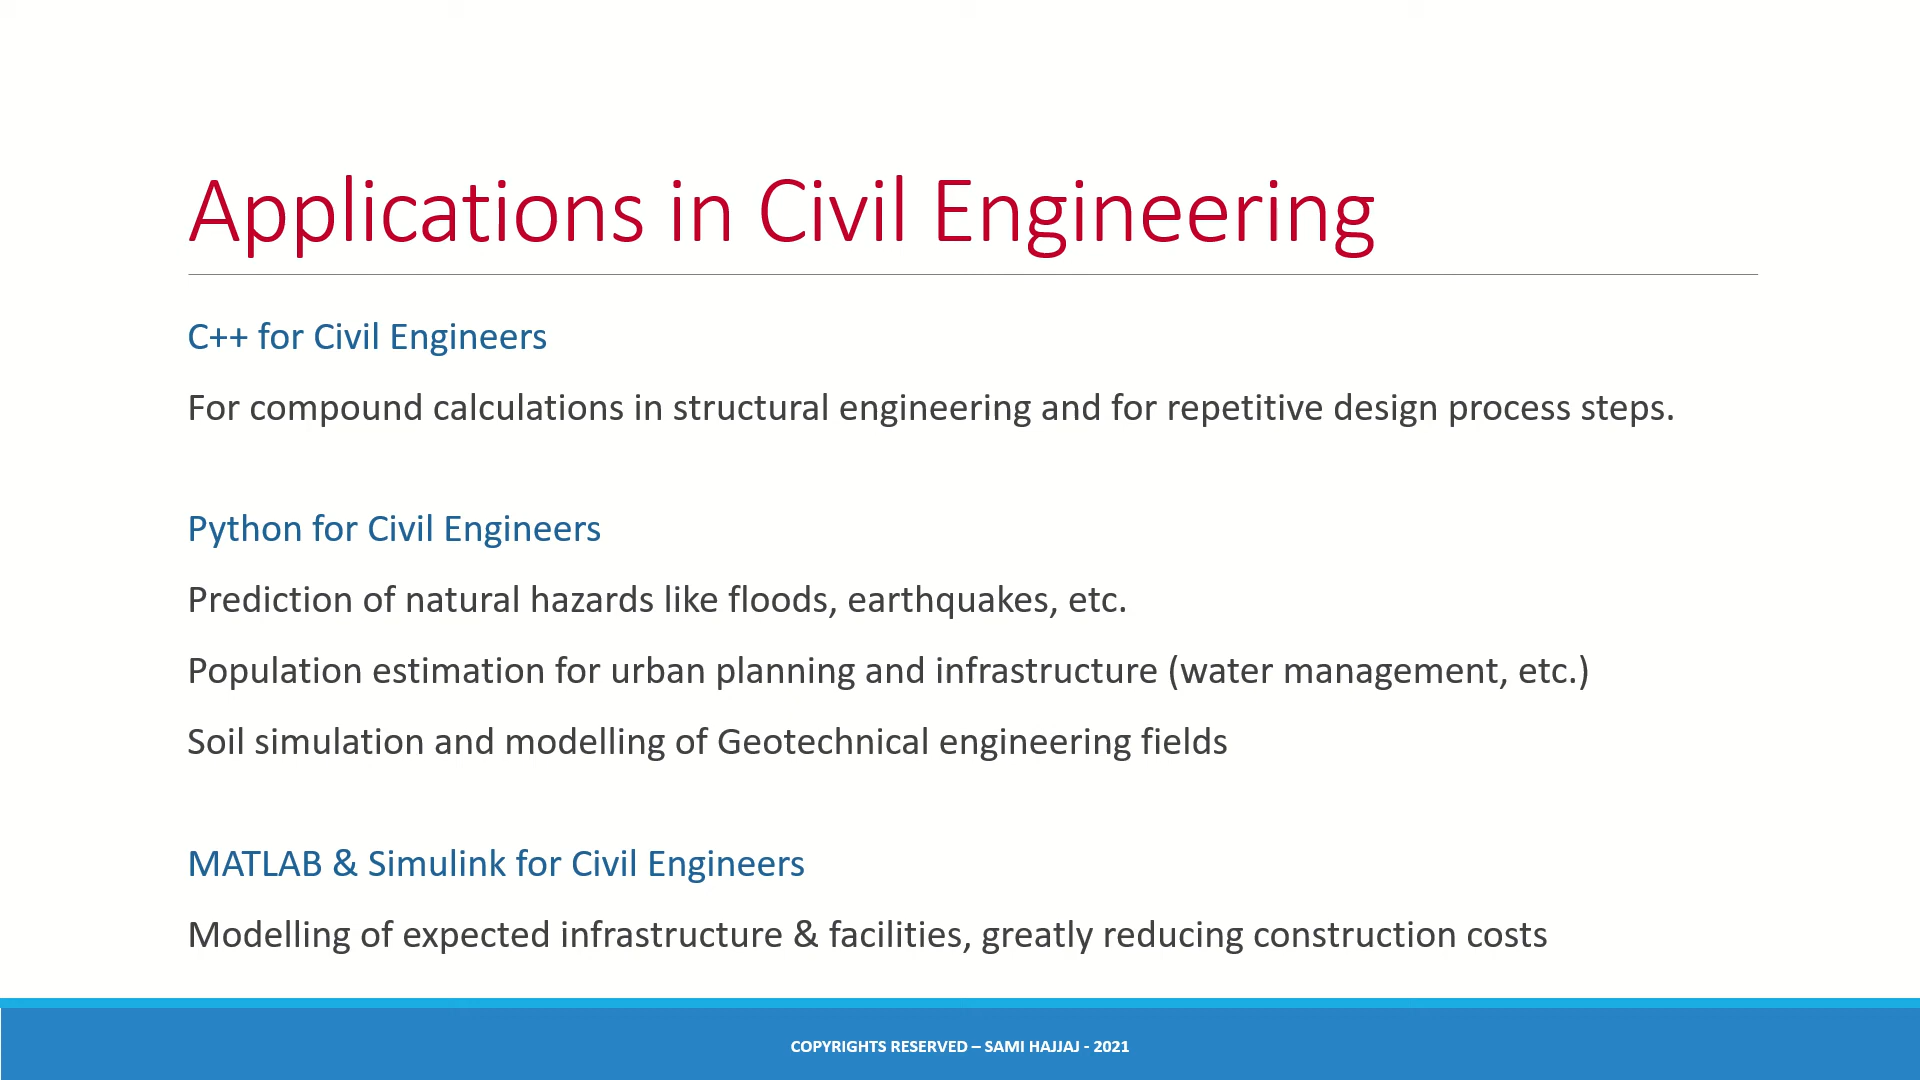 Applications in Civil Engineering
C++ for Civil Engineers
For compound calculations in structural engineering and for repetitive design process steps.
Python for Civil Engineers
Prediction of natural hazards like floods, earthquakes, etc.
Population estimation for urban planning and infrastructure (water management, etc.)
Soil simulation and modelling of Geotechnical engineering fields
MATLAB & Simulink for Civil Engineers
Modelling of expected infrastructure & facilities, greatly reducing construction costs
COPYRIGHTS RESERVED – SAMI HAJJAJ - 2021